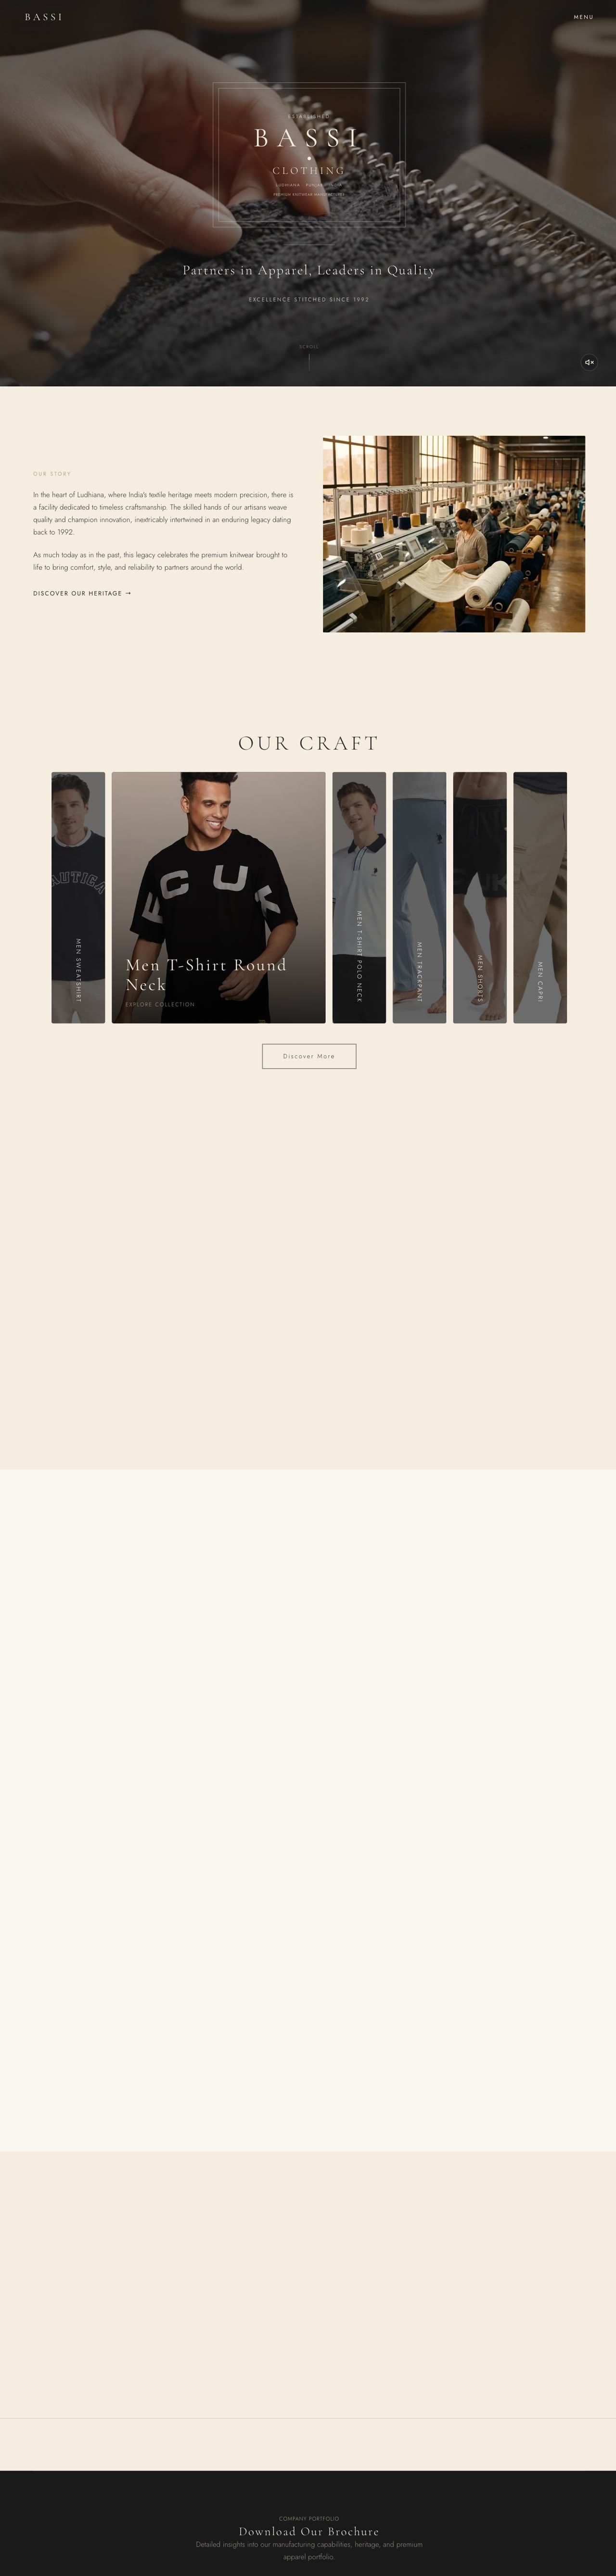 BASSI
MENU
ESTABLISHED
BASSI
CLOTHING
LUDHIANA
Partners in Apparel, Leaders in Quality
EXCELLENCE STITCHED SINCE 1992
SCROLL
OUR STORY
In the heart of Ludhiana, where India's textile heritage meets modern precision, there is
a facility dedicated to timeless craftsmanship. The skilled hands of our artisans weave
quality and champion innovation, inextricably intertwined in an enduring legacy dating
back to 1992.
As much today as in the past, this legacy celebrates the premium knitwear brought to
life to bring comfort, style, and reliability to partners around the world.
DISCOVER OUR HERITAGE →
OUR CRAFT
MEN SWEATSHIRT
FCUK
Men T-Shirt Round
Neck
EXPLORE COLLECTION
MEN T-SHIRT POLO NECK
MEN TRACKPANT
MEN SHORTS
MEN CAPRI
Discover More
COMPANY PORTFOLIO
Download Our Brochure
Detailed insights into our manufacturing capabilities, heritage, and premium
apparel portfolio.